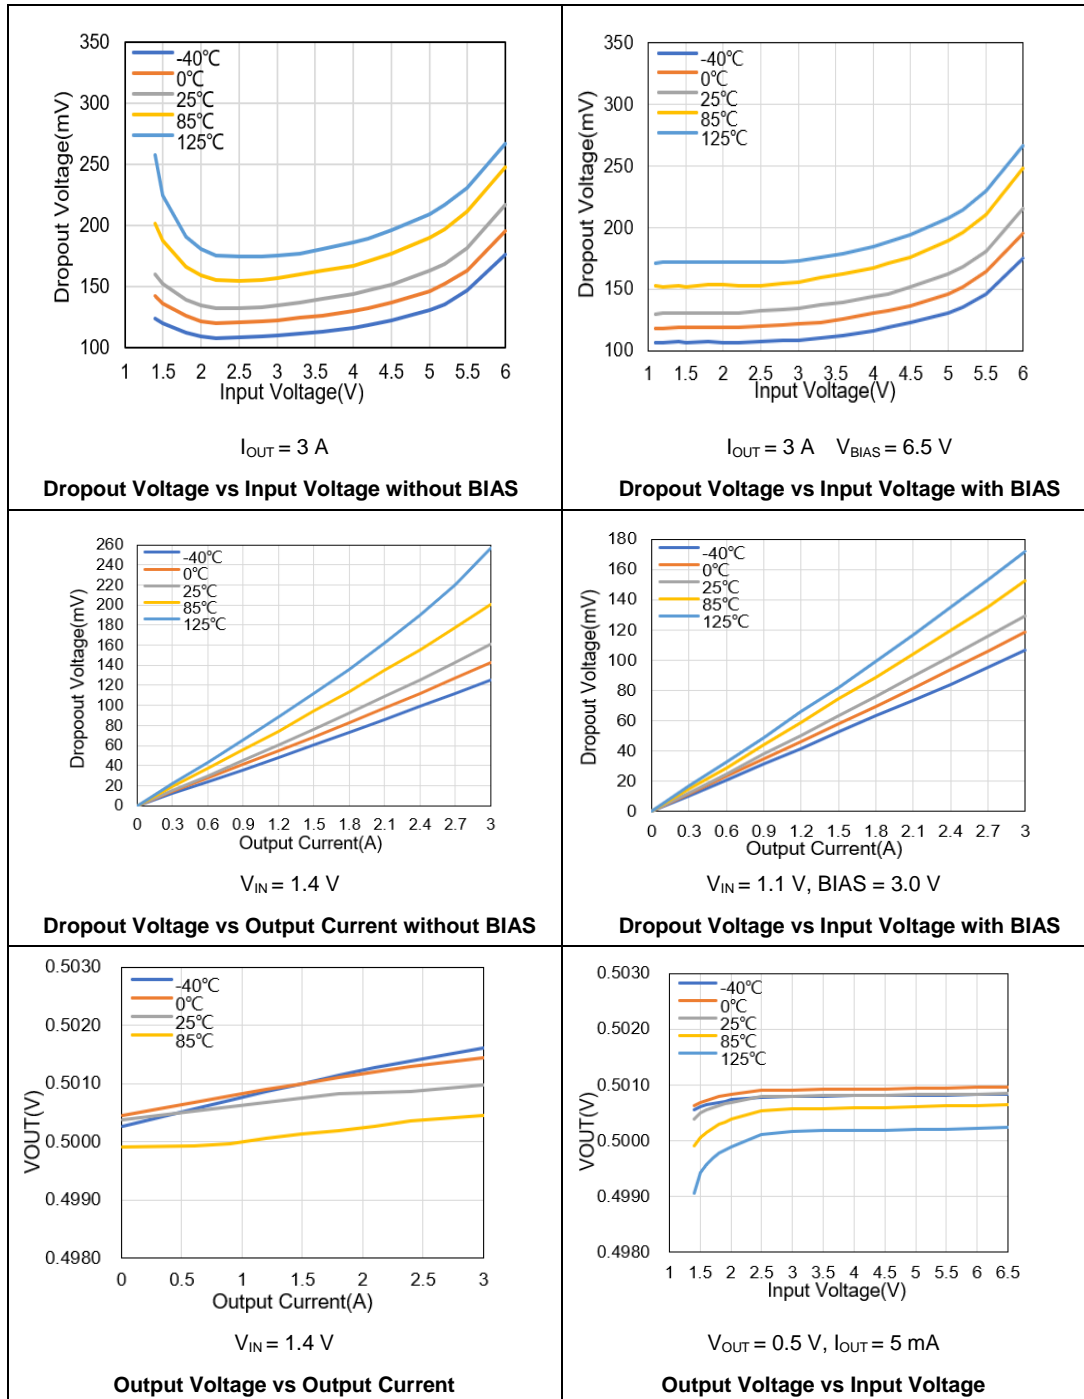 350
300
250
200
150
100
Dropout Voltage(mV)
-40℃
0℃
25℃
85℃
125℃
1 1.5 2 2.5 3 3.5 4 4.5 5 5.5 6
Input Voltage(V)
IOUT = 3 A
Dropout Voltage vs Input Voltage without BIAS
350
300
250
200
150
100
Dropout Voltage(mV)
-40℃
0℃
25℃
85℃
125℃
1 1.5 2 2.5 3 3.5 4 4.5 5 5.5 6
Input Voltage(V)
IOUT = 3 A VBIAS = 6.5 V
Dropout Voltage vs Input Voltage with BIAS
260
240
220
200
180
160
140
120
100
80
60
40
20
0
Dropoout Voltage(mV)
-40℃
0℃
25℃
85℃
125℃
0 0.3 0.6 0.9 1.2 1.5 1.8 2.1 2.4 2.7 3
Output Current(A)
VIN = 1.4 V
Dropout Voltage vs Output Current without BIAS
180
160
140
120
100
80
60
40
20
0
Dropout Voltage(mV)
-40℃
0℃
25℃
85℃
125℃
0 0.3 0.6 0.9 1.2 1.5 1.8 2.1 2.4 2.7 3
Output Current(A)
VIN = 1.1 V, BIAS = 3.0 V
Dropout Voltage vs Input Voltage with BIAS
0.5030
0.5020
0.5010
0.5000
0.4990
0.4980
VOUT(V)
-40℃
0℃
25℃
85℃
0 0.5 1 1.5 2 2.5 3
Output Current(A)
VIN = 1.4 V
Output Voltage vs Output Current
0.5030
0.5020
0.5010
0.5000
0.4990
0.4980
VOUT(V)
-40℃
0℃
25℃
85℃
125℃
1 1.5 2 2.5 3 3.5 4 4.5 5 5.5 6 6.5
Input Voltage(V)
VOUT = 0.5 V, IOUT = 5 mA
Output Voltage vs Input Voltage